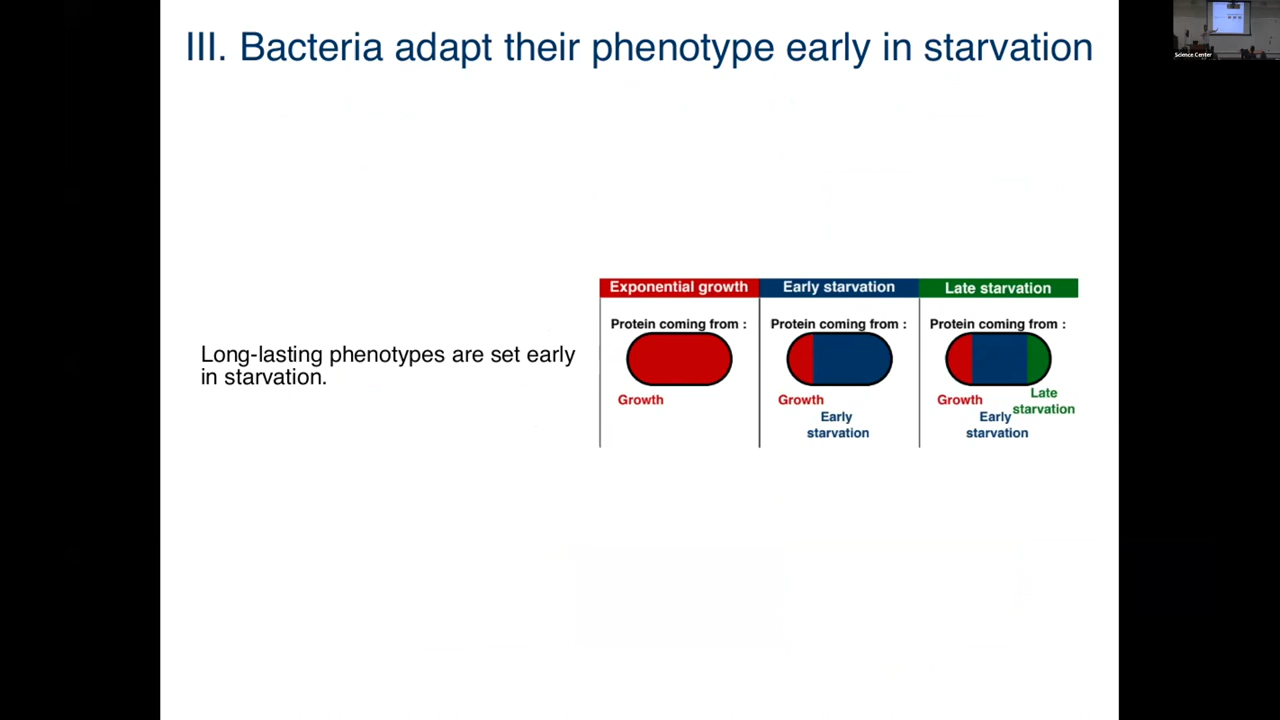 III. Bacteria adapt their phenotype early in starvation
Science Center
Long-lasting phenotypes are set early
in starvation.
Exponential growth
Protein coming from :
Growth
Early starvation
Protein coming from :
Growth
Early
starvation
Late starvation
Protein coming from :
Growth
Late
starvation
Early
starvation